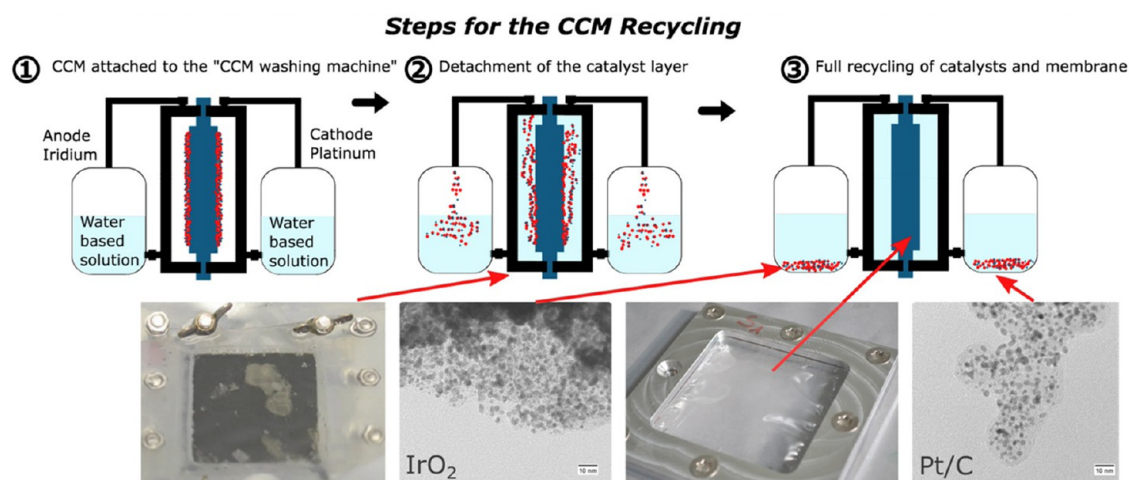 Steps for the CCM Recycling
① CCM attached to the "CCM washing machine"
② Detachment of the catalyst layer
③ Full recycling of catalysts and membrane
Anode
Iridium
Cathode
Platinum
Water
based
solution
Water
based
solution
IrO₂
10 nm
Pt/C
10 nm